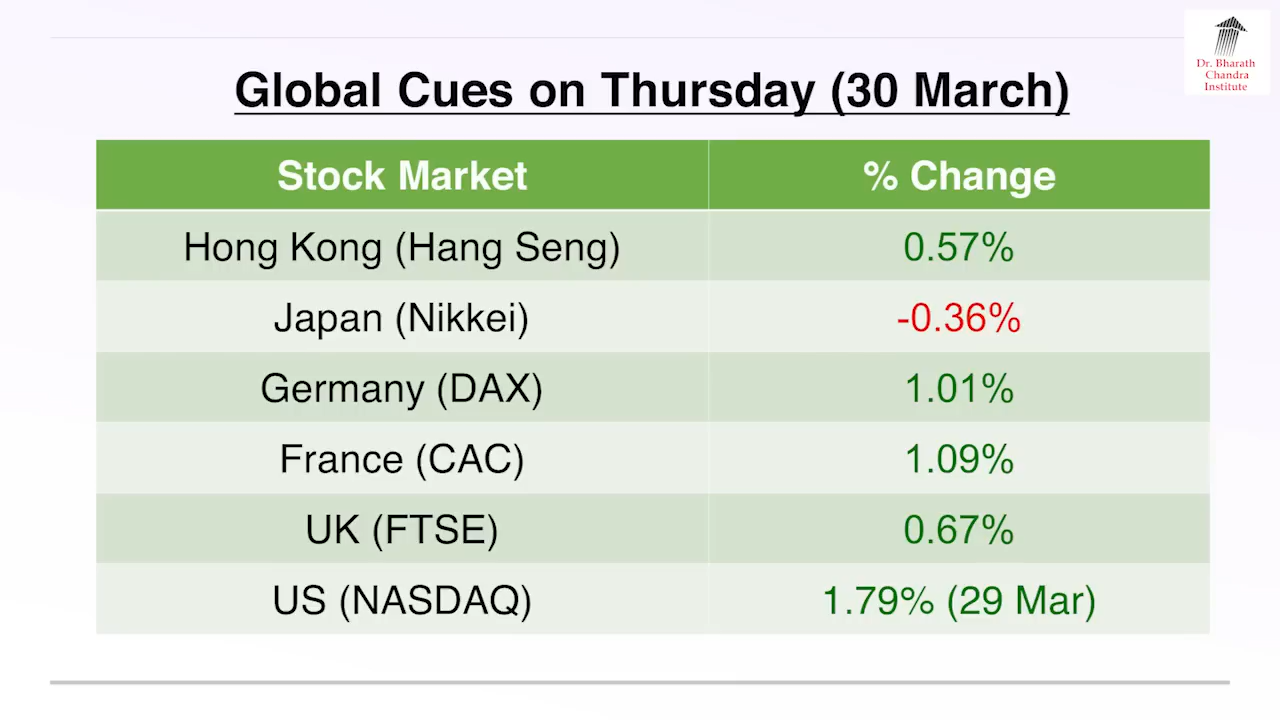 Dr. Bharath
Chandra
Institute
Global Cues on Thursday (30 March)
Stock Market % Change
Hong Kong (Hang Seng) 0.57%
Japan (Nikkei) -0.36%
Germany (DAX) 1.01%
France (CAC) 1.09%
UK (FTSE) 0.67%
US (NASDAQ) 1.79% (29 Mar)